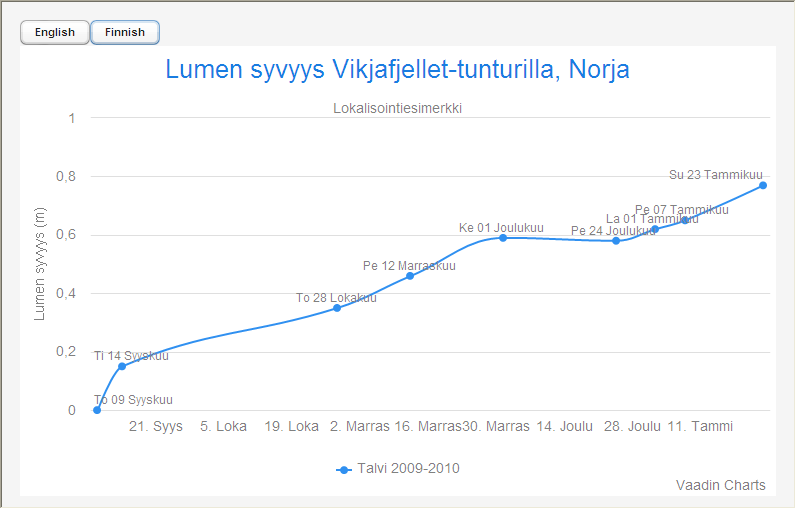 English Finnish
Lumen syvyys Vikjafjellet-tunturilla, Norja
Lokalisointiesimerkki
Lumen syvyys (m)
1
0,8
0,6
0,4
0,2
0
To 09 Syyskuu
Ti 14 Syyskuu
To 28 Lokakuu
Pe 12 Marraskuu
Ke 01 Joulukuu
Pe 24 Joulukuu
La 01 Tammikuu
Pe 07 Tammikuu
Su 23 Tammikuu
21. Syys 5. Loka 19. Loka 2. Marras 16. Marras 30. Marras 14. Joulu 28. Joulu 11. Tammi
Talvi 2009-2010
Vaadin Charts